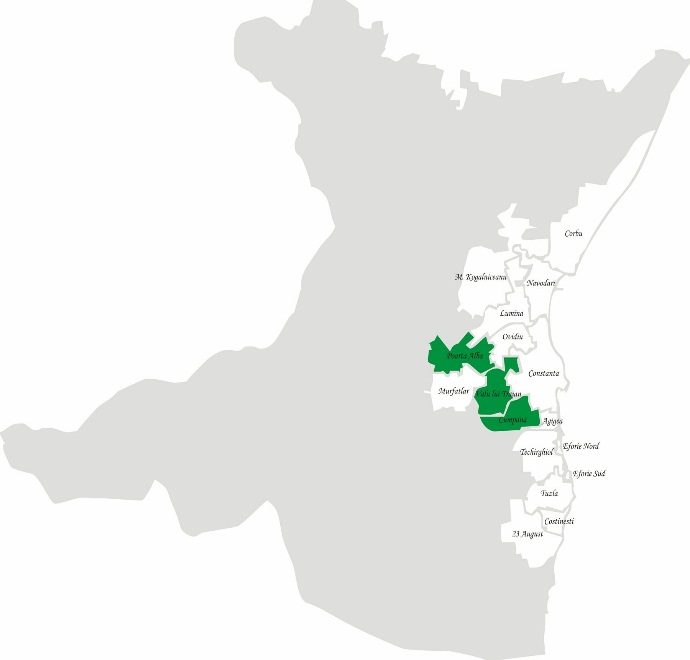 Corbu
M. Kogalniceanu
Navodari
Lumina
Ovidiu
Poarta Alba
Constanta
Murfatlar
Valu lui Traian
Cumpana
Agigea
Eforie Nord
Techirghiol
Eforie Sud
Tuzla
Costinesti
23 August